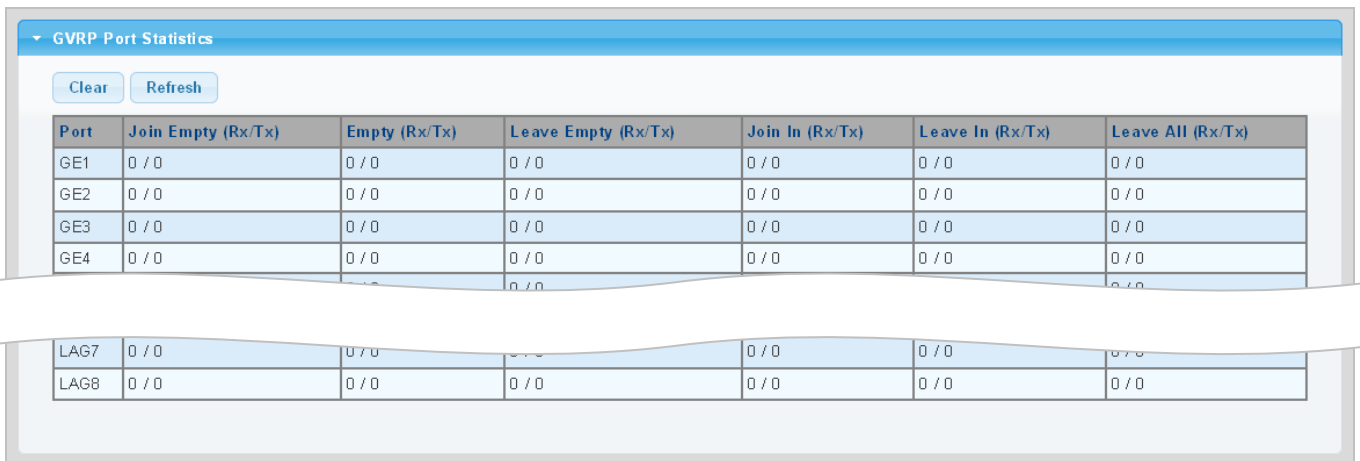 GVRP Port Statistics
Clear Refresh
Port Join Empty (Rx/Tx) Empty (Rx/Tx) Leave Empty (Rx/Tx) Join In (Rx/Tx) Leave In (Rx/Tx) Leave All (Rx/Tx)
GE1 0 / 0 0 / 0 0 / 0 0 / 0 0 / 0 0 / 0
GE2 0 / 0 0 / 0 0 / 0 0 / 0 0 / 0 0 / 0
GE3 0 / 0 0 / 0 0 / 0 0 / 0 0 / 0 0 / 0
GE4 0 / 0 0 / 0 0 / 0 0 / 0 0 / 0 0 / 0
LAG7 0 / 0 0 / 0 0 / 0 0 / 0
LAG8 0 / 0 0 / 0 0 / 0 0 / 0 0 / 0 0 / 0